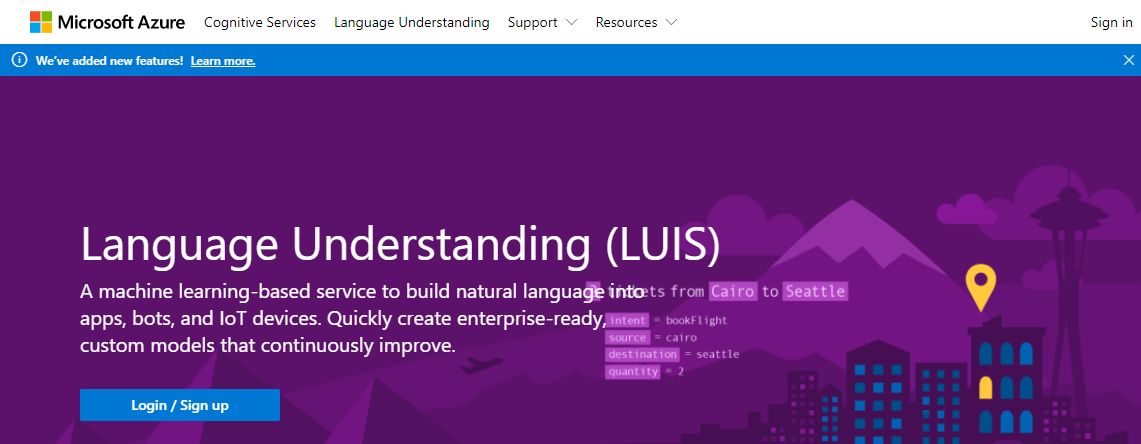 Microsoft Azure Cognitive Services Language Understanding Support Resources Sign in
We've added new features! Learn more.
Language Understanding (LUIS)
A machine learning-based service to build natural language into
apps, bots, and IoT devices. Quickly create enterprise-ready,
custom models that continuously improve.
tickets from Cairo to Seattle
intent = bookFlight
source = cairo
destination = seattle
quantity = 2
Login / Sign up